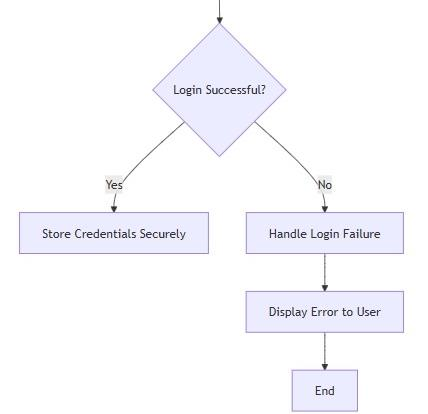 Login Successful?
Yes
No
Store Credentials Securely
Handle Login Failure
Display Error to User
End